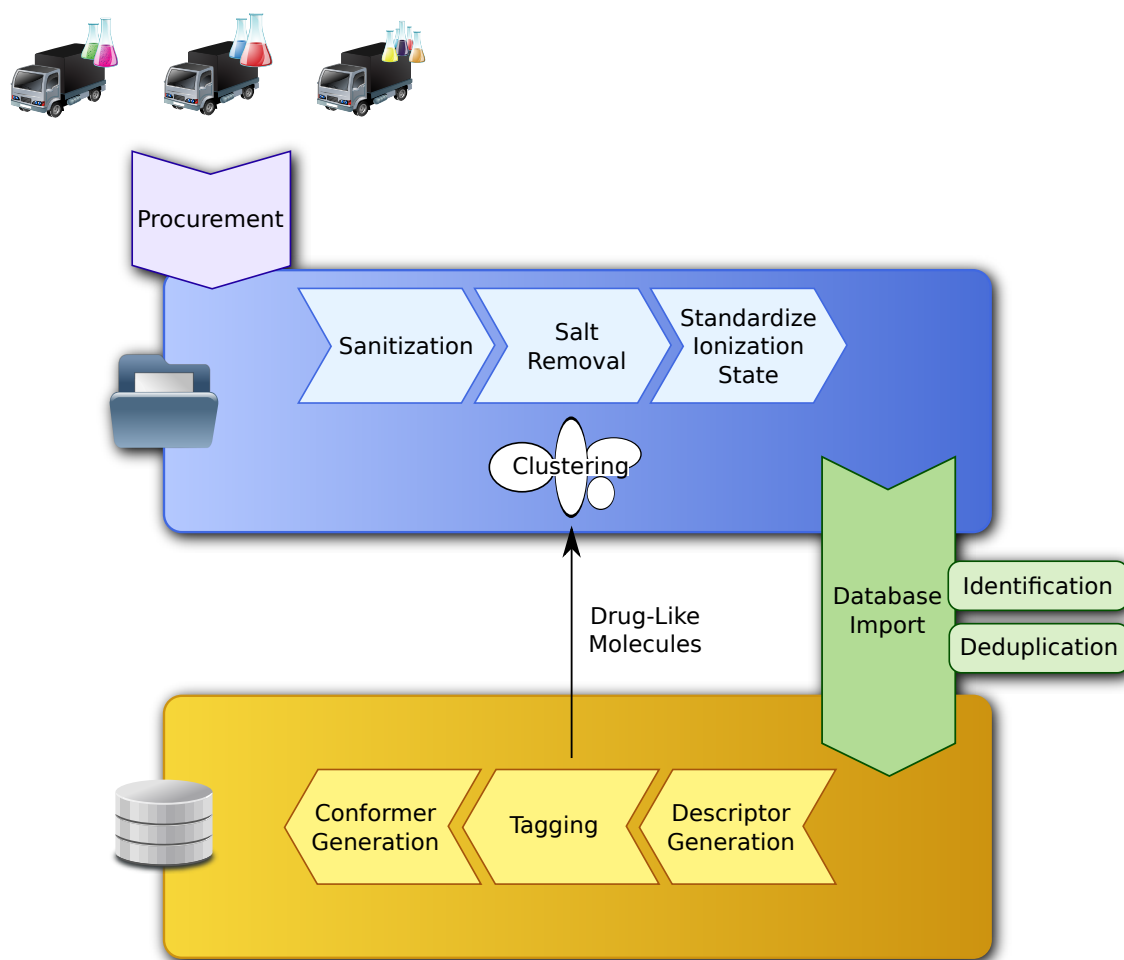 Procurement
Sanitization
Salt
Removal
Standardize
Ionization
State
Clustering
Database
Import
Identification
Deduplication
Drug-Like
Molecules
Conformer
Generation
Tagging
Descriptor
Generation